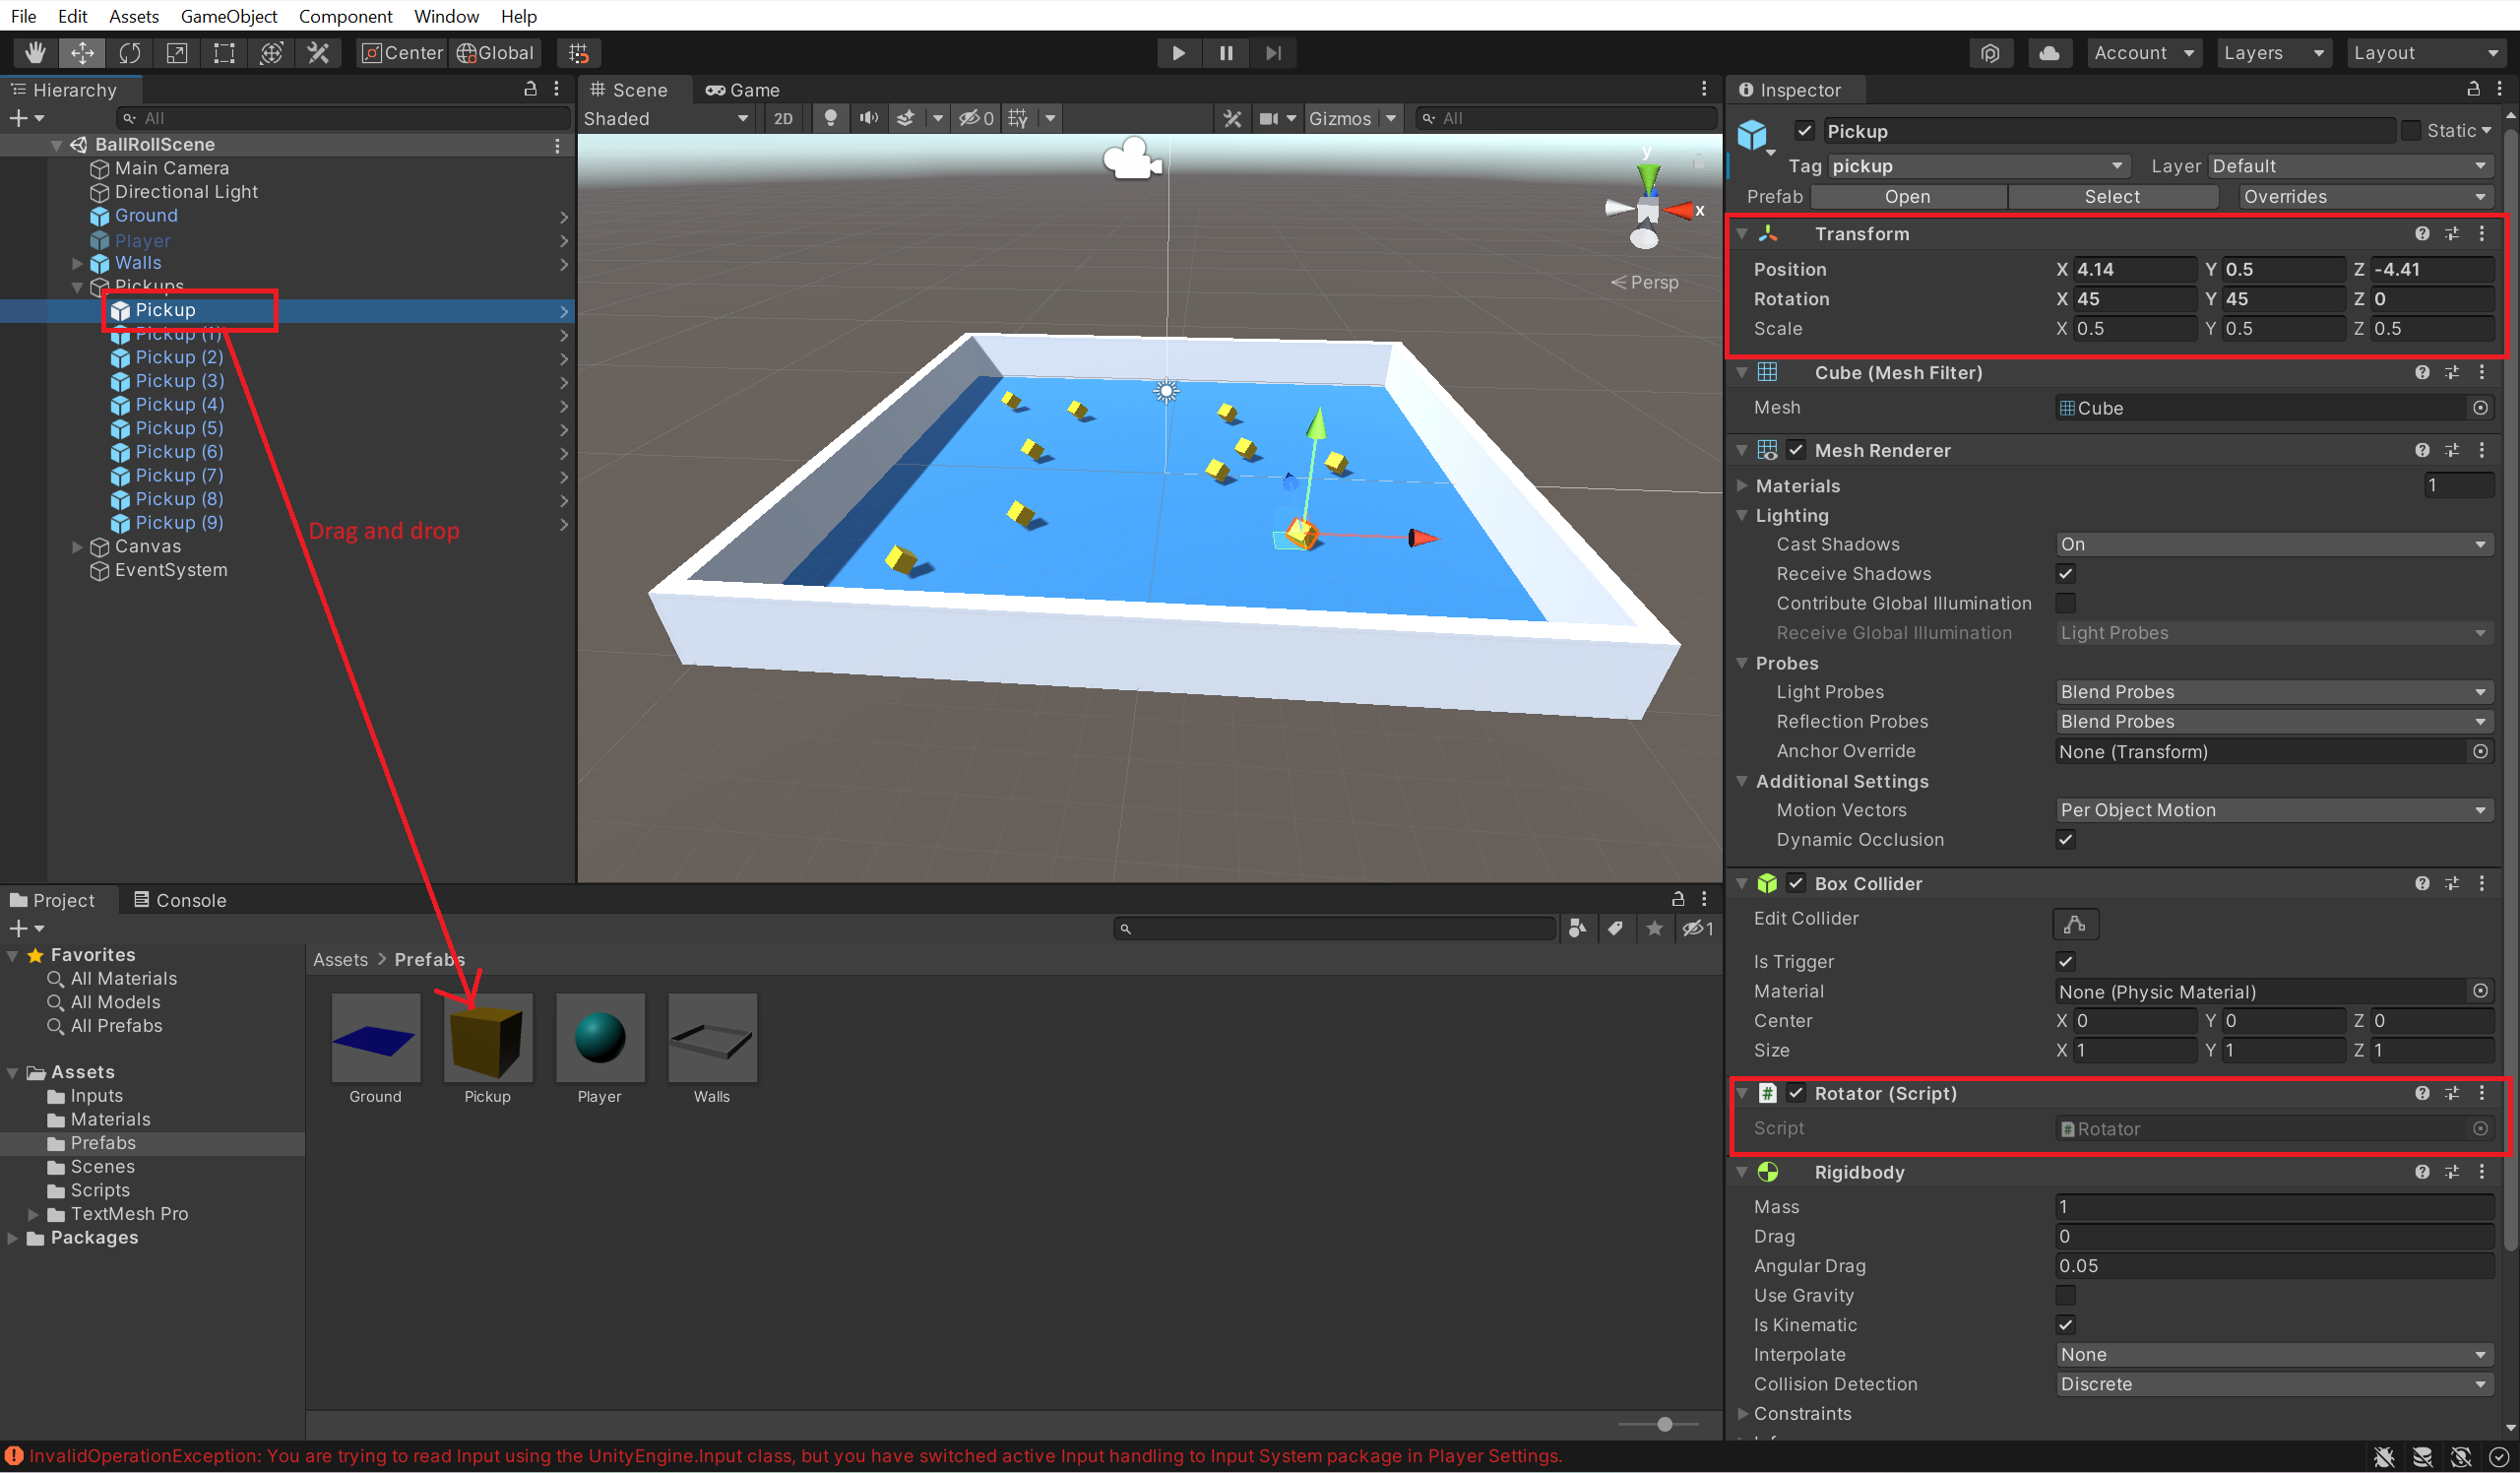 File Edit Assets GameObject Component Window Help
Center Global
Account Layers Layout
Hierarchy
All
BallRollScene
Main Camera
Directional Light
Ground
Player
Walls
Pickups
Pickup
Pickup (1)
Pickup (2)
Pickup (3)
Pickup (4)
Pickup (5)
Pickup (6)
Pickup (7)
Pickup (8)
Pickup (9)
Canvas
EventSystem
Drag and drop
Scene Game
Shaded 2D 0 Gizmos All
y
x
Persp
Project Console
1
Favorites
All Materials
All Models
All Prefabs
Assets
Inputs
Materials
Prefabs
Scenes
Scripts
TextMesh Pro
Packages
Assets > Prefabs
Ground Pickup Player Walls
Inspector
Pickup Static
Tag pickup Layer Default
Prefab Open Select Overrides
Transform
Position X 4.14 Y 0.5 Z -4.41
Rotation X 45 Y 45 Z 0
Scale X 0.5 Y 0.5 Z 0.5
Cube (Mesh Filter)
Mesh Cube
Mesh Renderer
Materials 1
Lighting
Cast Shadows On
Receive Shadows
Contribute Global Illumination
Receive Global Illumination Light Probes
Probes
Light Probes Blend Probes
Reflection Probes Blend Probes
Anchor Override None (Transform)
Additional Settings
Motion Vectors Per Object Motion
Dynamic Occlusion
Box Collider
Edit Collider
Is Trigger
Material None (Physic Material)
Center X 0 Y 0 Z 0
Size X 1 Y 1 Z 1
# Rotator (Script)
Script # Rotator
Rigidbody
Mass 1
Drag 0
Angular Drag 0.05
Use Gravity
Is Kinematic
Interpolate None
Collision Detection Discrete
Constraints
InvalidOperationException: You are trying to read Input using the UnityEngine.Input class, but you have switched active Input handling to Input System package in Player Settings.